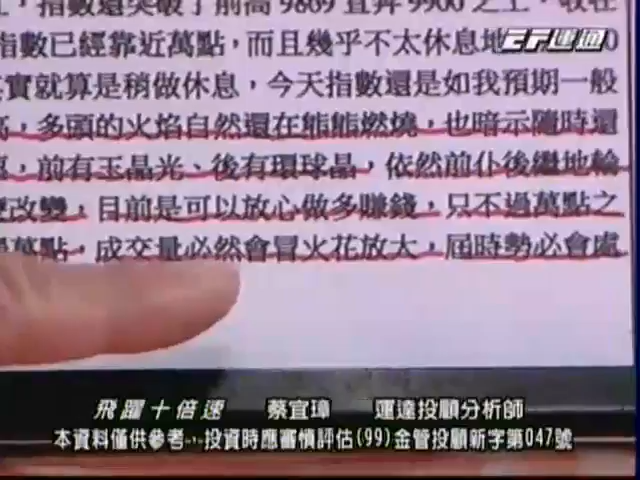 指數還突破了前高9869直奔9900之上，收在
指數已經靠近萬點，而且幾乎不太休息地
運通
實就算是稍做休息，今天指數還是如我預期一般
，多頭的火焰自然還在熊熊燃燒，也暗示隨時還
，前有玉晶光、後有環球晶，依然前仆後繼地輪
改變，目前是可以放心做多賺錢，只不過萬點之
萬點，成交量必然會冒火花放大，屆時勢必會處
飛躍十倍速 蔡宜璋 運達投顧分析師
本資料僅供參考，投資時應審慎評估(99)金管投顧新字第047號